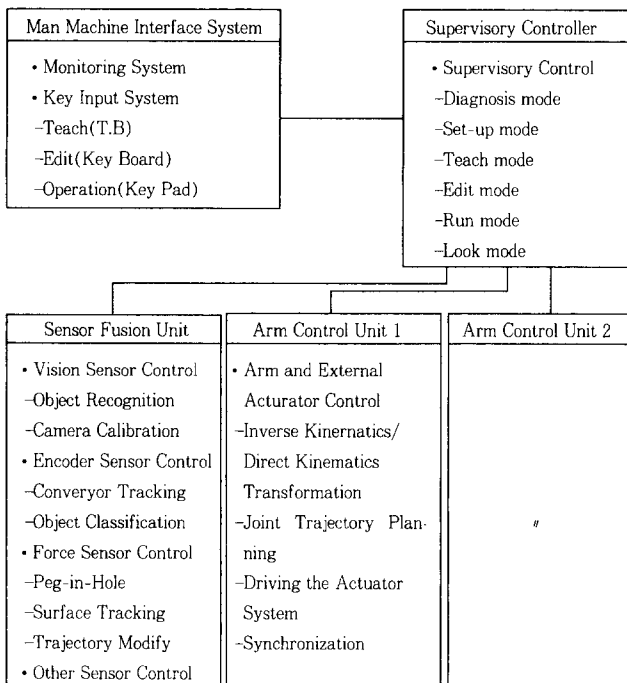 Man Machine Interface System
• Monitoring System
• Key Input System
-Teach(T.B)
-Edit(Key Board)
-Operation(Key Pad)
Supervisory Controller
• Supervisory Control
-Diagnosis mode
-Set-up mode
-Teach mode
-Edit mode
-Run mode
-Look mode
Sensor Fusion Unit
• Vision Sensor Control
-Object Recognition
-Camera Calibration
• Encoder Sensor Control
-Converyor Tracking
-Object Classification
• Force Sensor Control
-Peg-in-Hole
-Surface Tracking
-Trajectory Modify
• Other Sensor Control
Arm Control Unit 1
• Arm and External
Acturator Control
-Inverse Kinernatics/
Direct Kinematics
Transformation
-Joint Trajectory Plan-
ning
-Driving the Actuator
System
-Synchronization
Arm Control Unit 2
〃